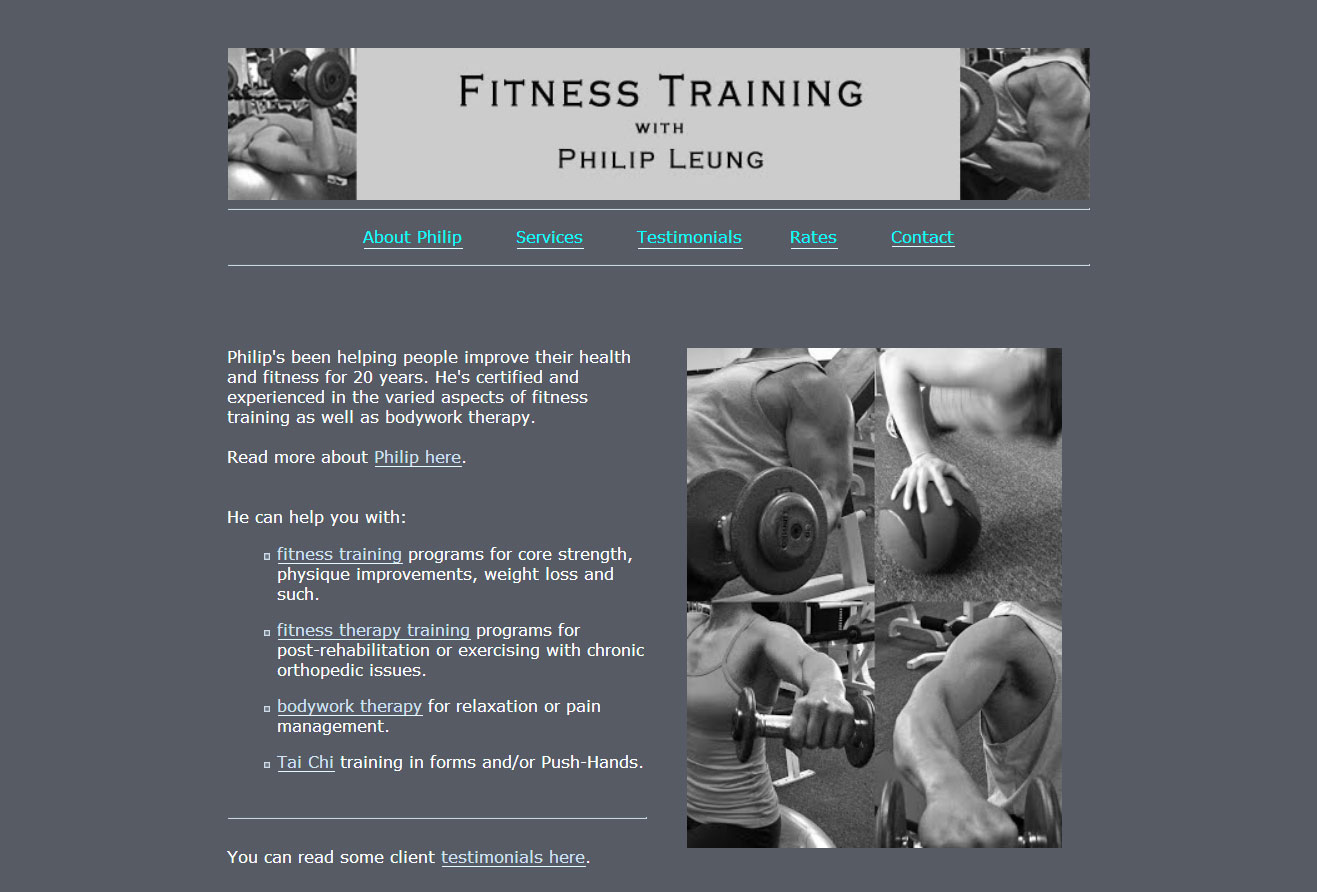 Fitness Training
with
Philip Leung
About Philip Services Testimonials Rates Contact
Philip's been helping people improve their health
and fitness for 20 years. He's certified and
experienced in the varied aspects of fitness
training as well as bodywork therapy.
Read more about Philip here.
He can help you with:
fitness training programs for core strength,
physique improvements, weight loss and
such.
fitness therapy training programs for
post-rehabilitation or exercising with chronic
orthopedic issues.
bodywork therapy for relaxation or pain
management.
Tai Chi training in forms and/or Push-Hands.
You can read some client testimonials here.